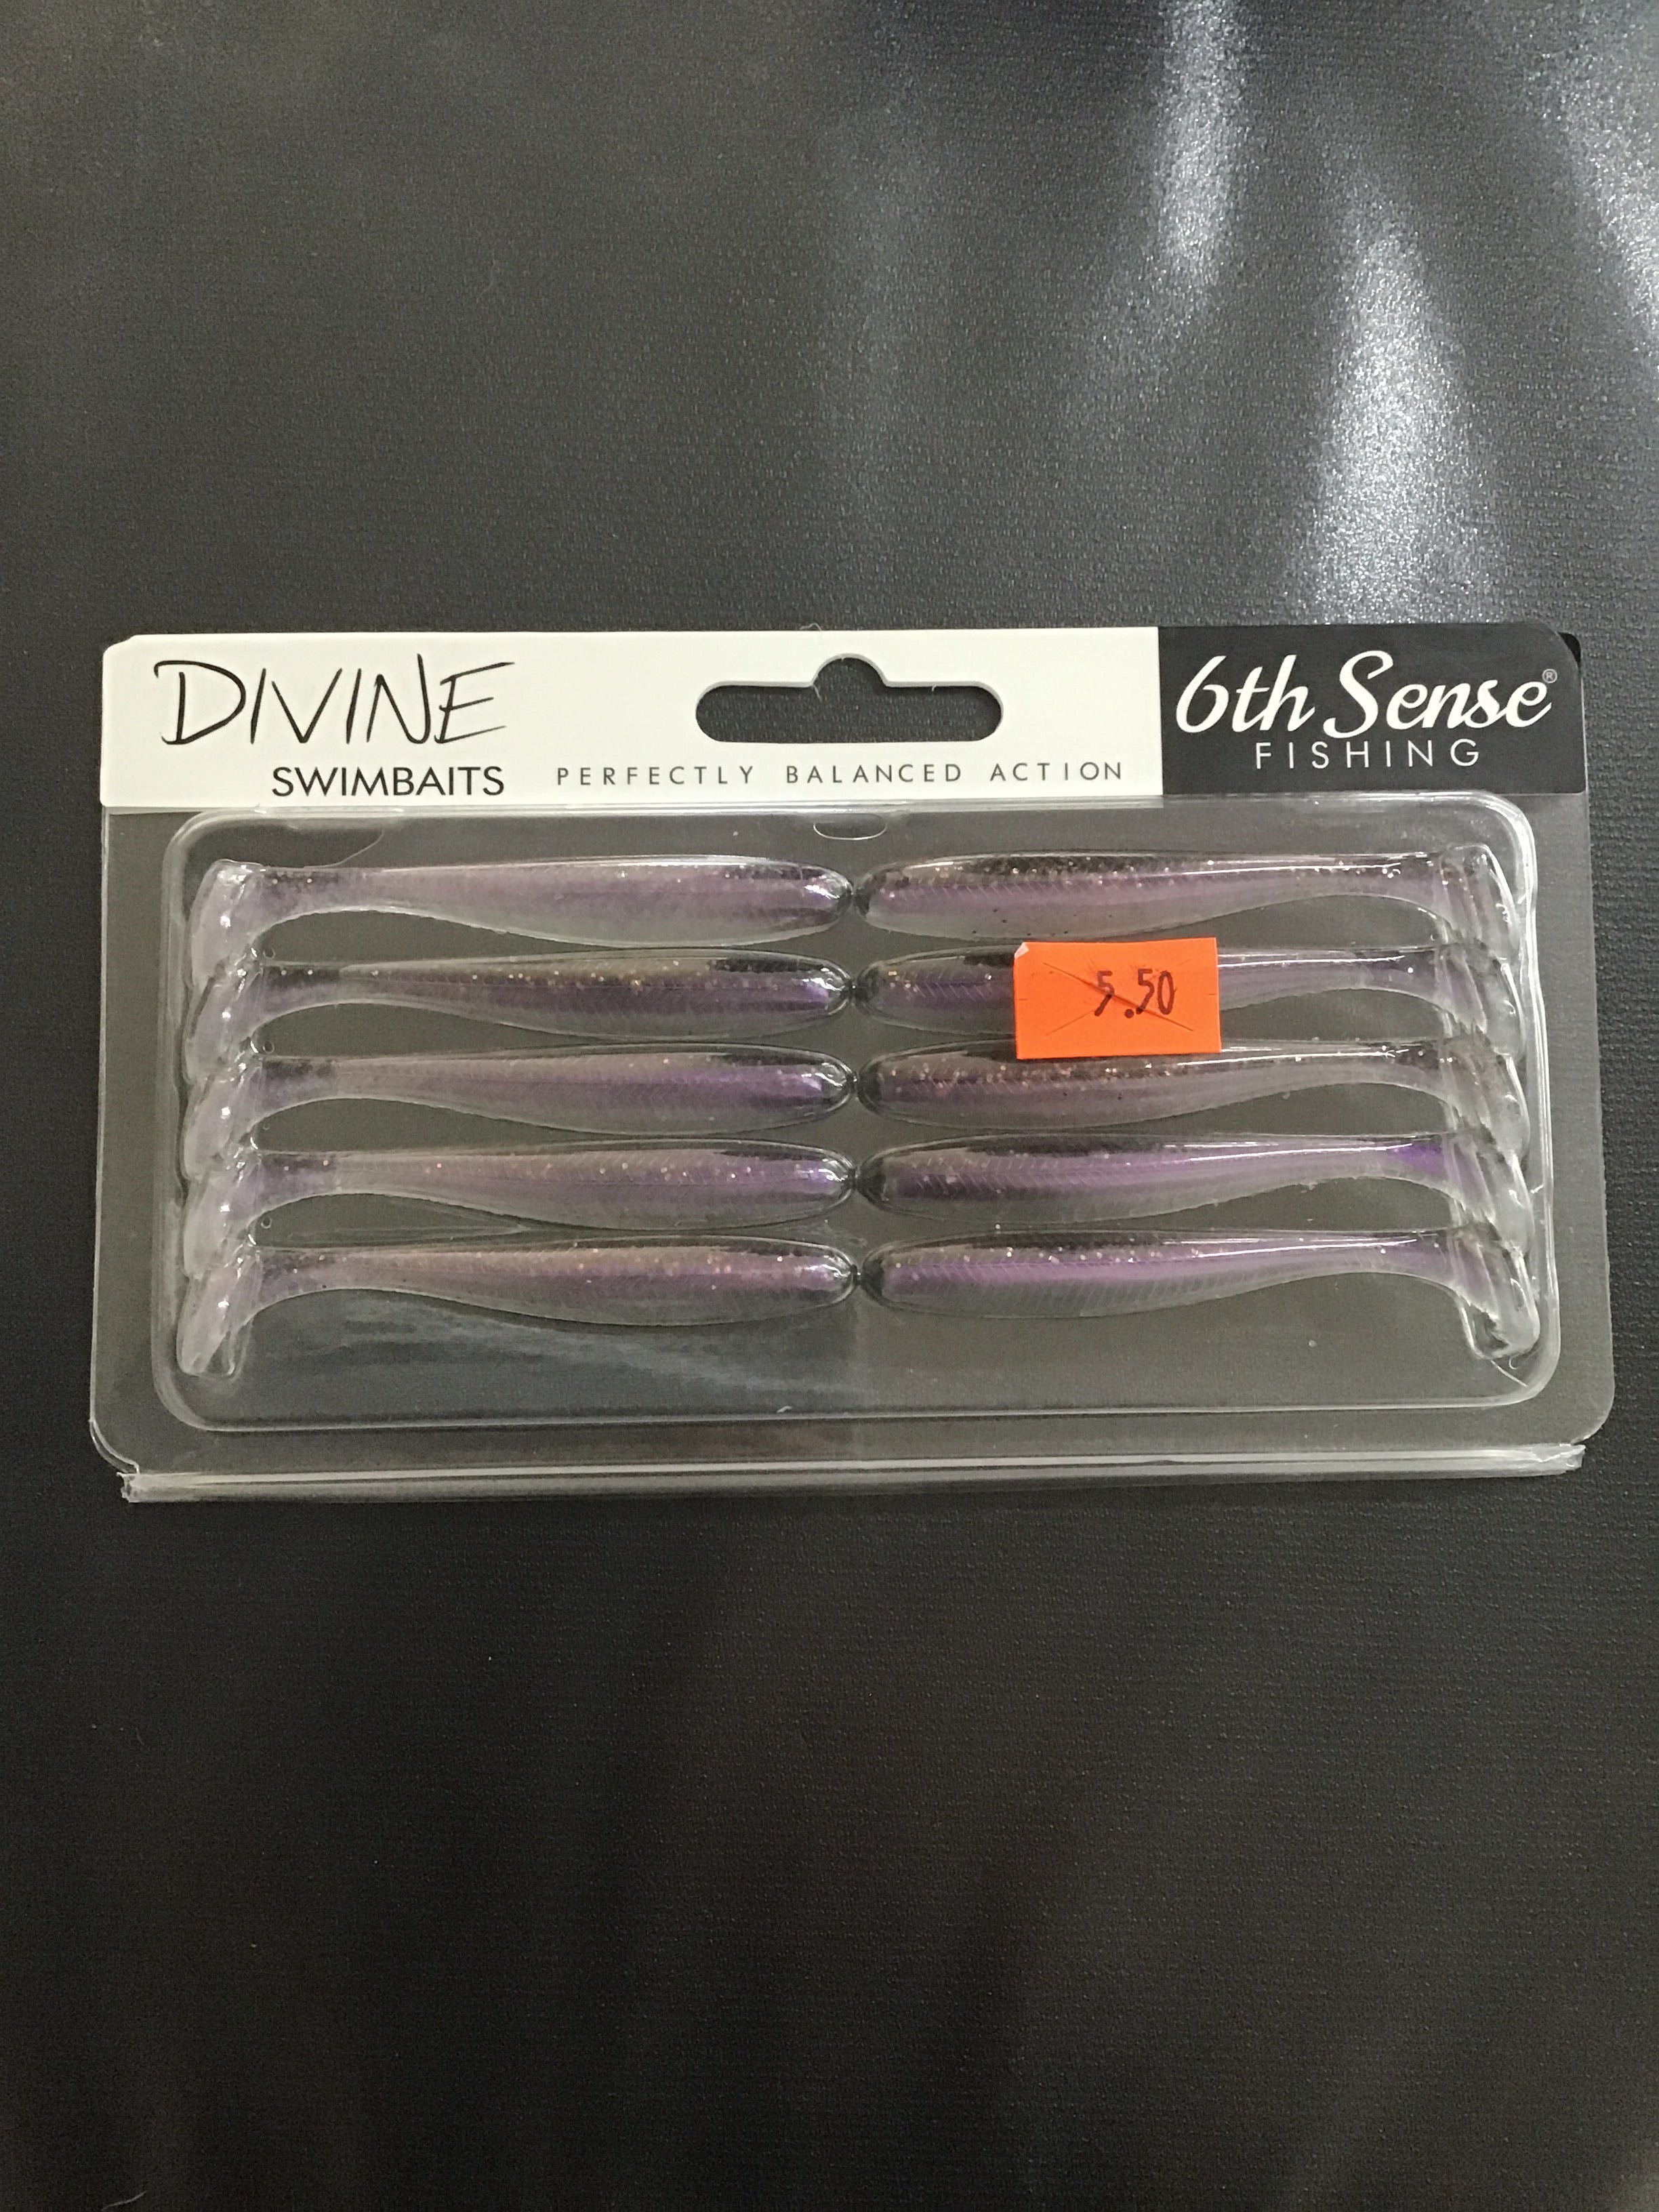 DIVINE
SWIMBAITS
PERFECTLY BALANCED ACTION
6th Sense®
FISHING
5.50